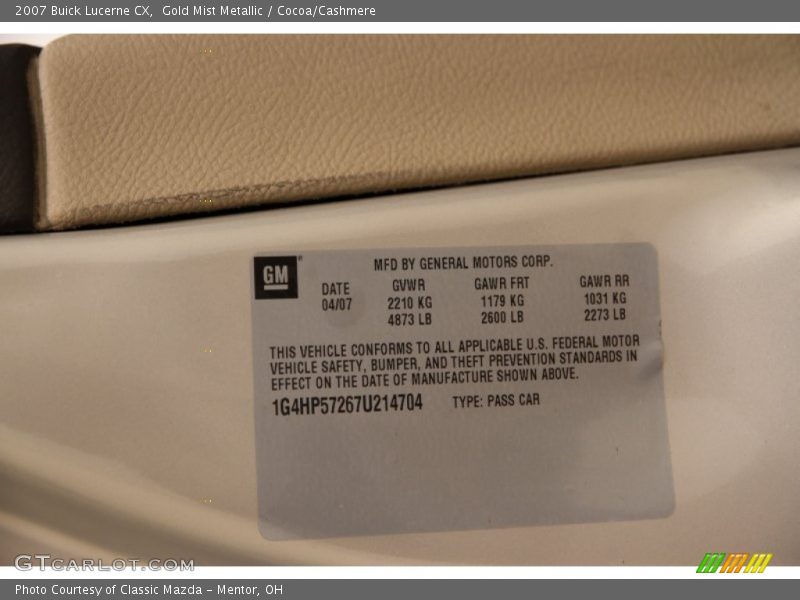 2007 Buick Lucerne CX,  Gold Mist Metallic / Cocoa/Cashmere
GM
MFD BY GENERAL MOTORS CORP.
DATE GVWR GAWR FRT GAWR RR
04/07 2210 KG 1179 KG 1031 KG
4873 LB 2600 LB 2273 LB
THIS VEHICLE CONFORMS TO ALL APPLICABLE U.S. FEDERAL MOTOR
VEHICLE SAFETY, BUMPER, AND THEFT PREVENTION STANDARDS IN
EFFECT ON THE DATE OF MANUFACTURE SHOWN ABOVE.
1G4HP57267U214704 TYPE: PASS CAR
GTCARLOT.COM
Photo Courtesy of Classic Mazda - Mentor, OH